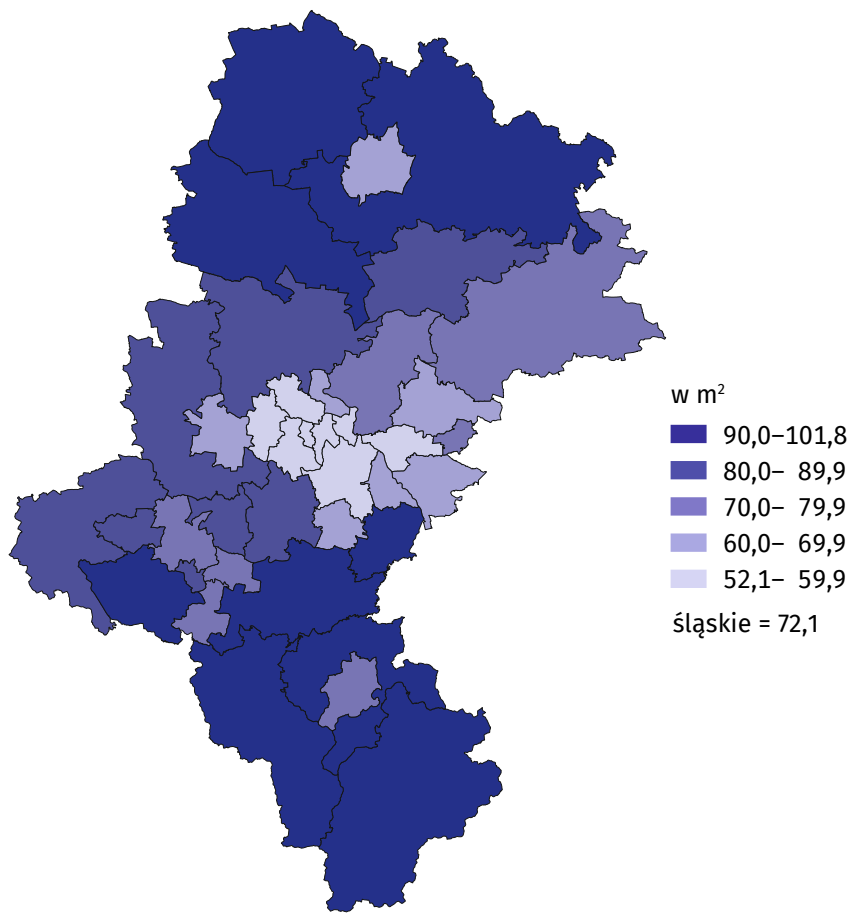 w m²
90,0–101,8
80,0– 89,9
70,0– 79,9
60,0– 69,9
52,1– 59,9
śląskie = 72,1